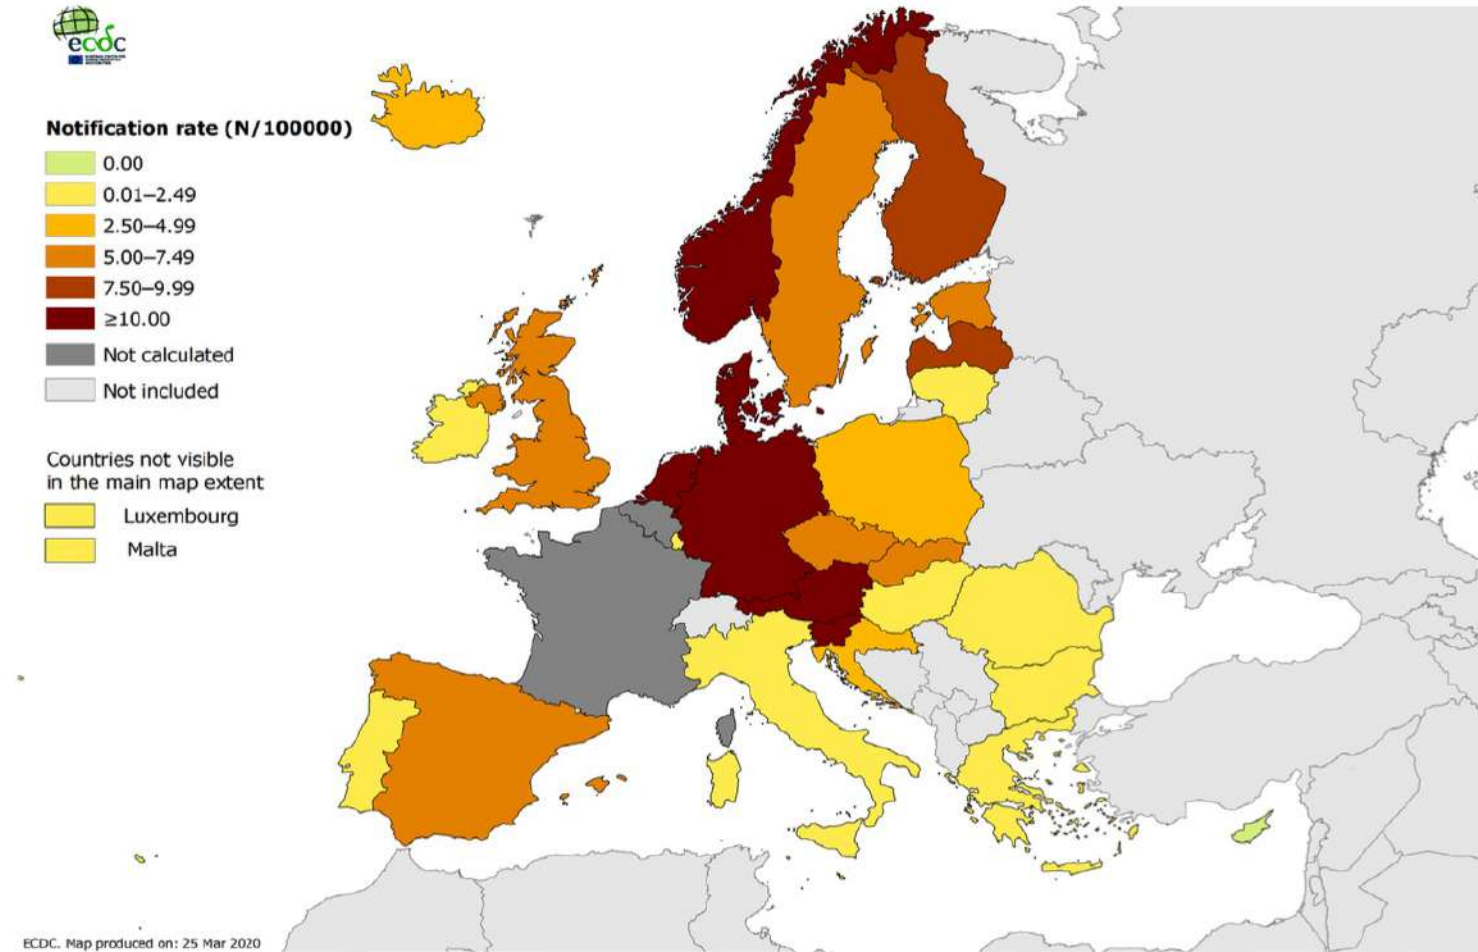 ecdc
Notification rate (N/100000)
0.00
0.01–2.49
2.50–4.99
5.00–7.49
7.50–9.99
≥10.00
Not calculated
Not included
Countries not visible
in the main map extent
Luxembourg
Malta
ECDC. Map produced on: 25 Mar 2020